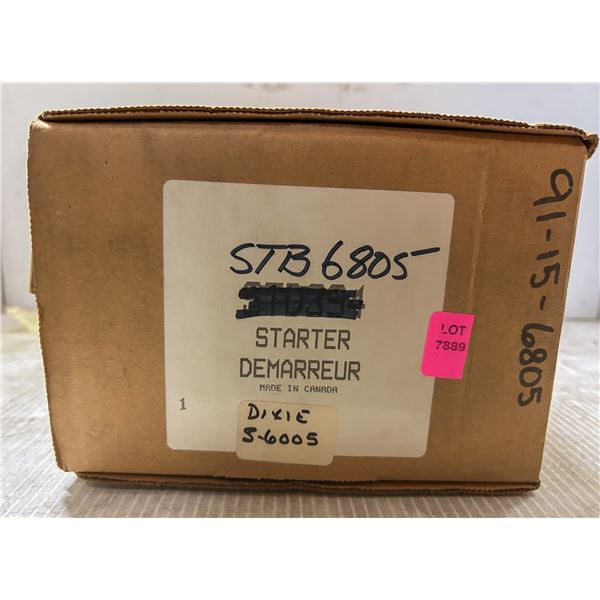 STB 6805
STARTER
DEMARREUR
MADE IN CANADA
1
DIXIE
S-6005
LOT
7889
91-15-6805